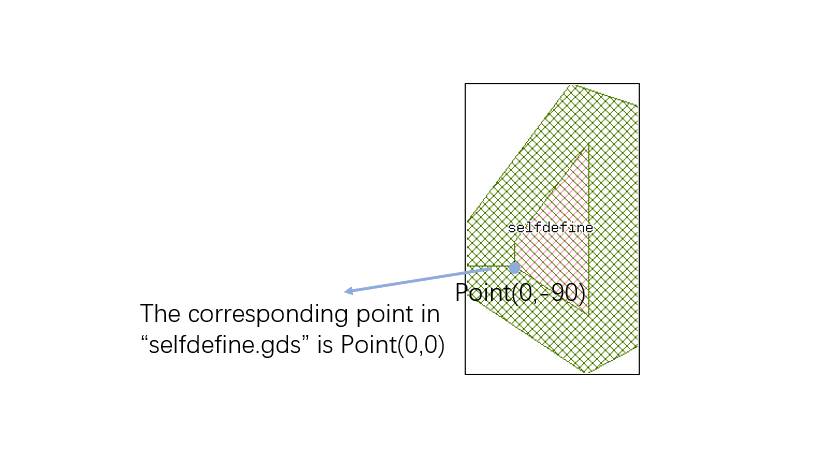 selfdefine
Point(0,-90)
The corresponding point in
“selfdefine.gds” is Point(0,0)